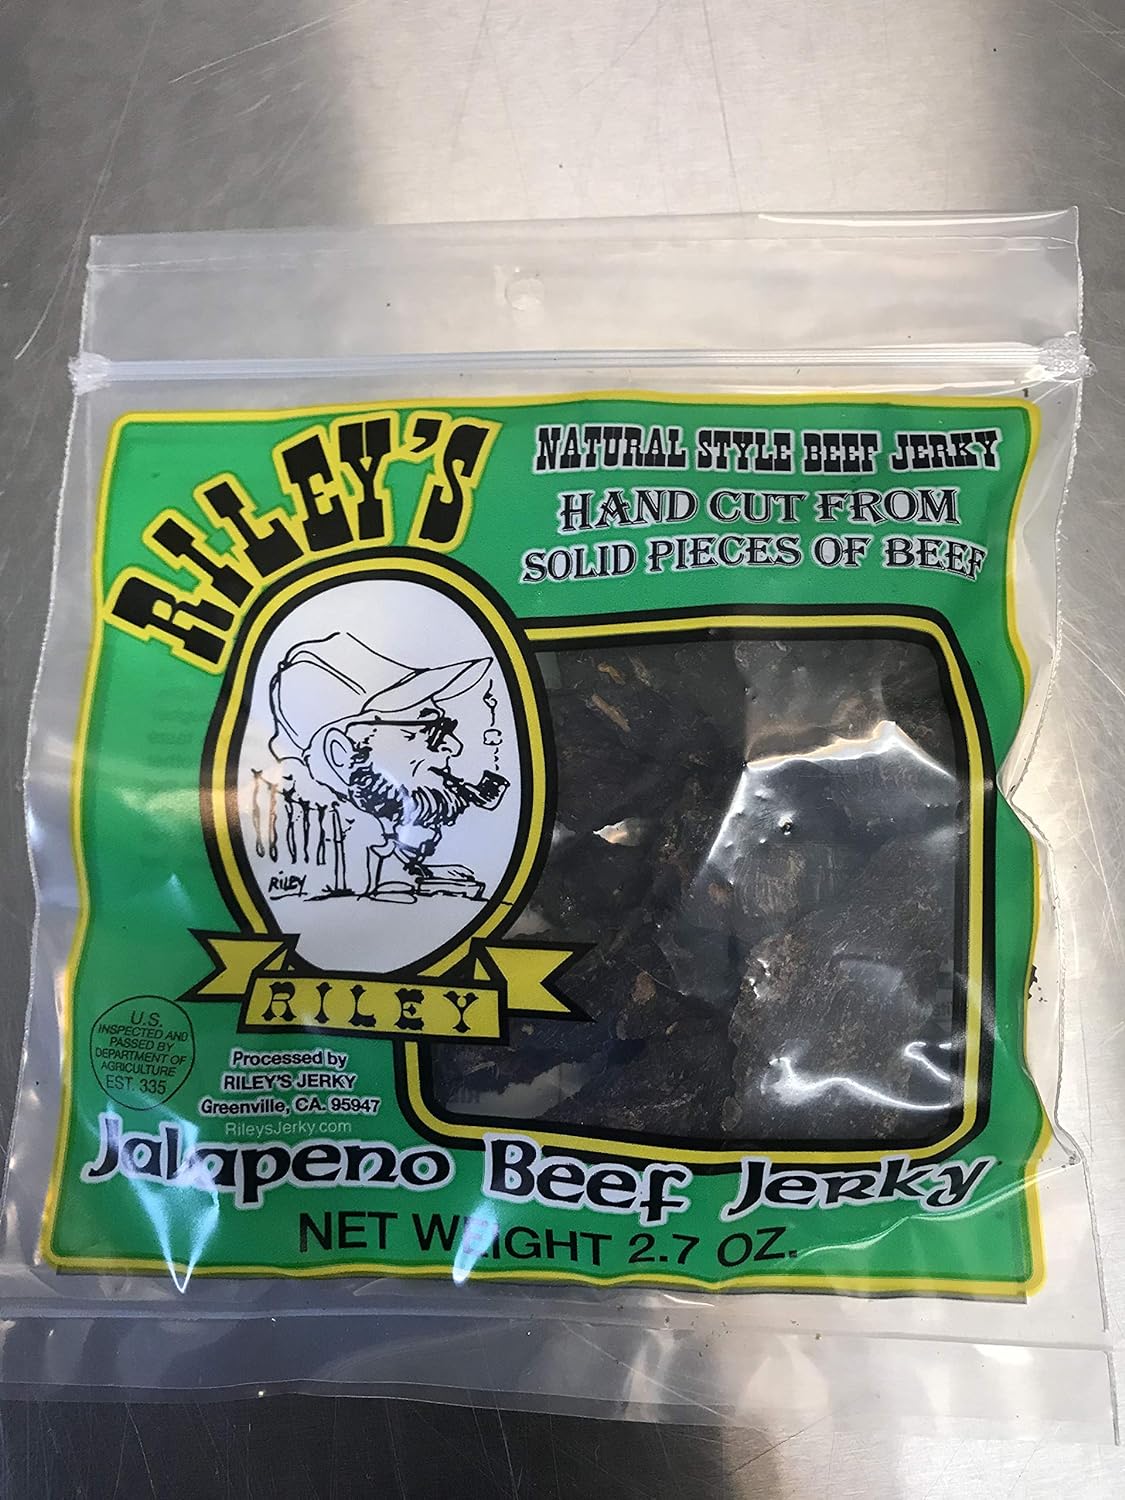 RILEY'S
NATURAL STYLE BEEF JERKY
HAND CUT FROM
SOLID PIECES OF BEEF
RILEY
RILEY
U.S.
INSPECTED AND
PASSED BY
DEPARTMENT OF
AGRICULTURE
EST. 335
Processed by
RILEY'S JERKY
Greenville, CA. 95947
RileysJerky.com
Jalapeno Beef Jerky
NET WEIGHT 2.7 OZ.